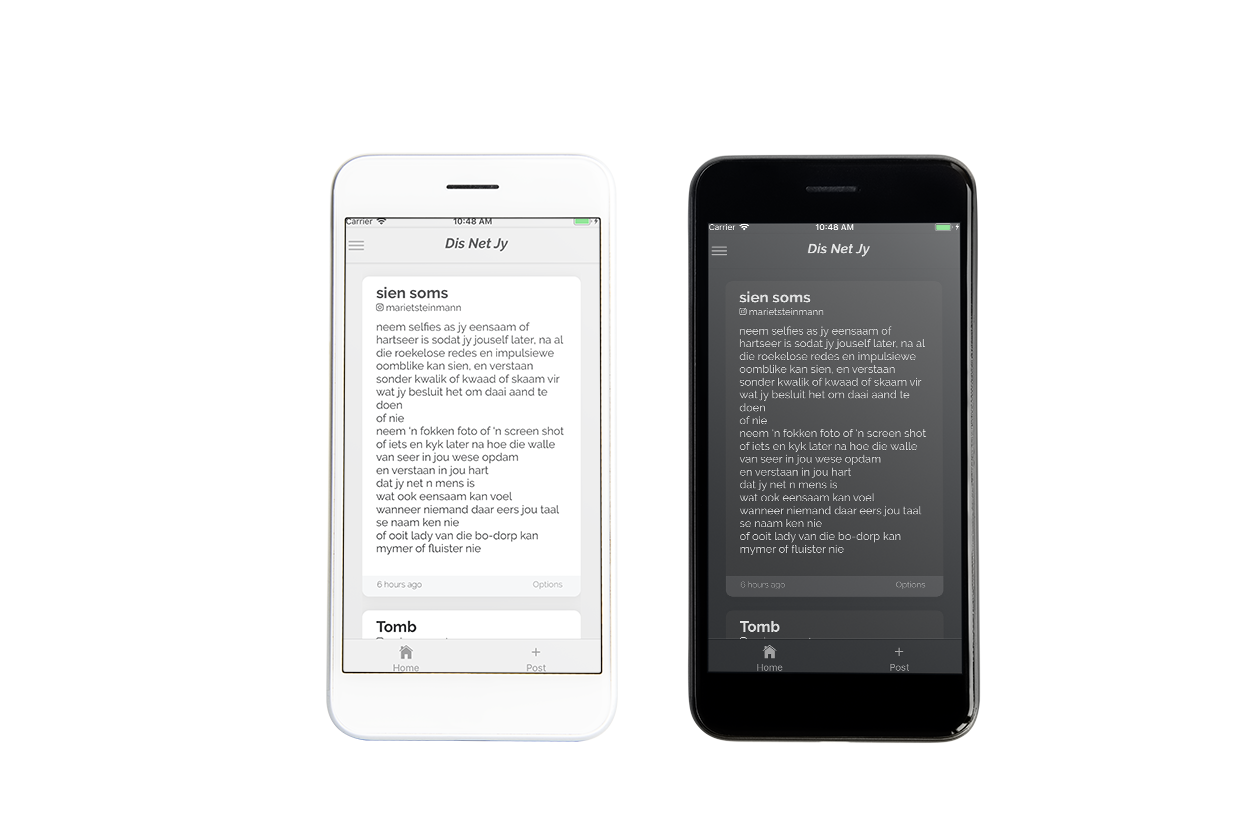 Carrier 10:48 AM
Dis Net Jy
sien soms
marietsteinmann
neem selfies as jy eensaam of
hartseer is sodat jy jouself later, na al
die roekelose redes en impulsiewe
oomblike kan sien, en verstaan
sonder kwalik of kwaad of skaam vir
wat jy besluit het om daai aand te
doen
of nie
neem 'n fokken foto of 'n screen shot
of iets en kyk later na hoe die walle
van seer in jou wese opdam
en verstaan in jou hart
dat jy net n mens is
wat ook eensaam kan voel
wanneer niemand daar eers jou taal
se naam ken nie
of ooit lady van die bo-dorp kan
mymer of fluister nie
6 hours ago Options
Tomb
Home Post
Carrier 10:48 AM
Dis Net Jy
sien soms
marietsteinmann
neem selfies as jy eensaam of
hartseer is sodat jy jouself later, na al
die roekelose redes en impulsiewe
oomblike kan sien, en verstaan
sonder kwalik of kwaad of skaam vir
wat jy besluit het om daai aand te
doen
of nie
neem 'n fokken foto of 'n screen shot
of iets en kyk later na hoe die walle
van seer in jou wese opdam
en verstaan in jou hart
dat jy net n mens is
wat ook eensaam kan voel
wanneer niemand daar eers jou taal
se naam ken nie
of ooit lady van die bo-dorp kan
mymer of fluister nie
6 hours ago Options
Tomb
Home Post